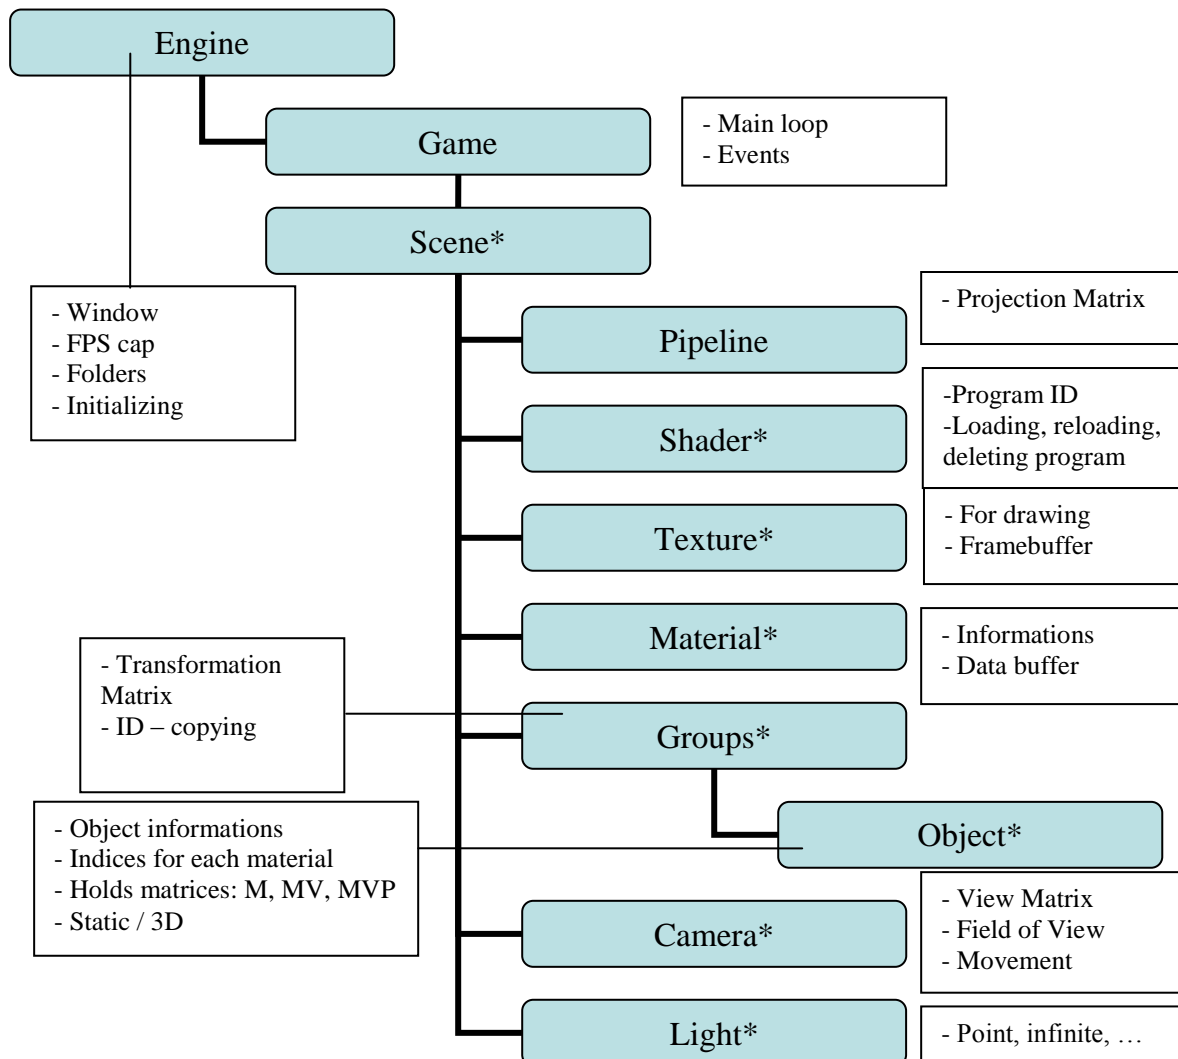 Engine
Game
- Main loop
- Events
Scene*
- Window
- FPS cap
- Folders
- Initializing
Pipeline
- Projection Matrix
Shader*
-Program ID
-Loading, reloading,
deleting program
Texture*
- For drawing
- Framebuffer
Material*
- Informations
- Data buffer
- Transformation
Matrix
- ID – copying
Groups*
- Object informations
- Indices for each material
- Holds matrices: M, MV, MVP
- Static / 3D
Object*
Camera*
- View Matrix
- Field of View
- Movement
Light*
- Point, infinite, …